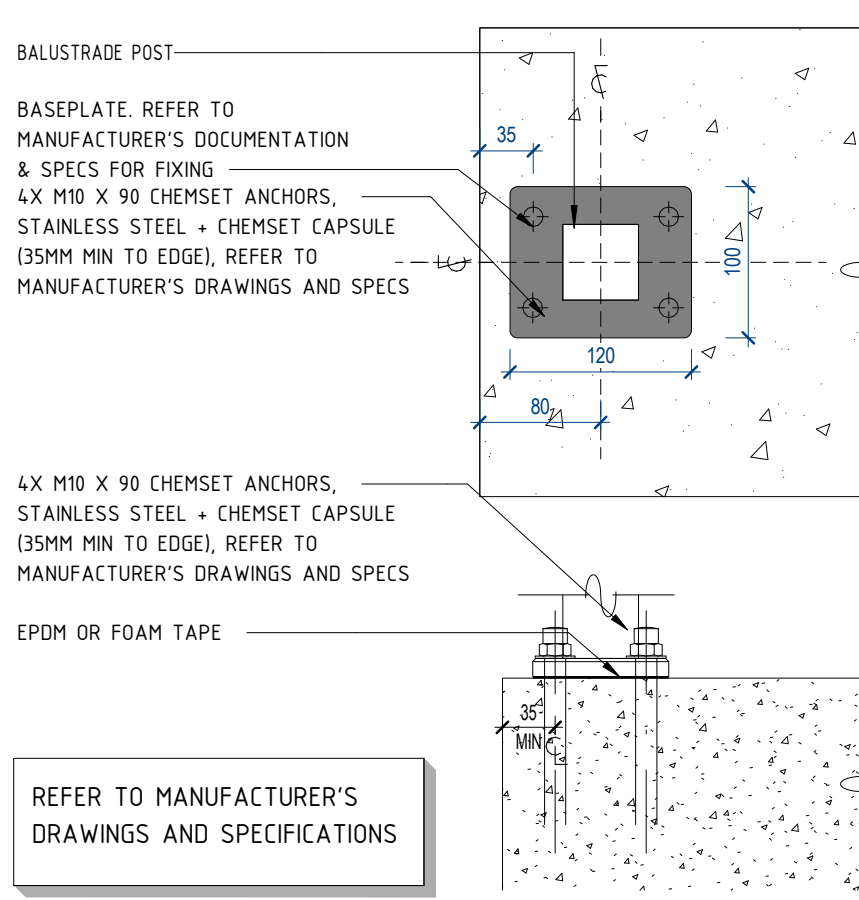 BALUSTRADE POST
BASEPLATE. REFER TO
MANUFACTURER'S DOCUMENTATION
& SPECS FOR FIXING
4X M10 X 90 CHEMSET ANCHORS,
STAINLESS STEEL + CHEMSET CAPSULE
(35MM MIN TO EDGE), REFER TO
MANUFACTURER'S DRAWINGS AND SPECS
35
100
120
80
4X M10 X 90 CHEMSET ANCHORS,
STAINLESS STEEL + CHEMSET CAPSULE
(35MM MIN TO EDGE), REFER TO
MANUFACTURER'S DRAWINGS AND SPECS
EPDM OR FOAM TAPE
35
MIN
REFER TO MANUFACTURER'S
DRAWINGS AND SPECIFICATIONS